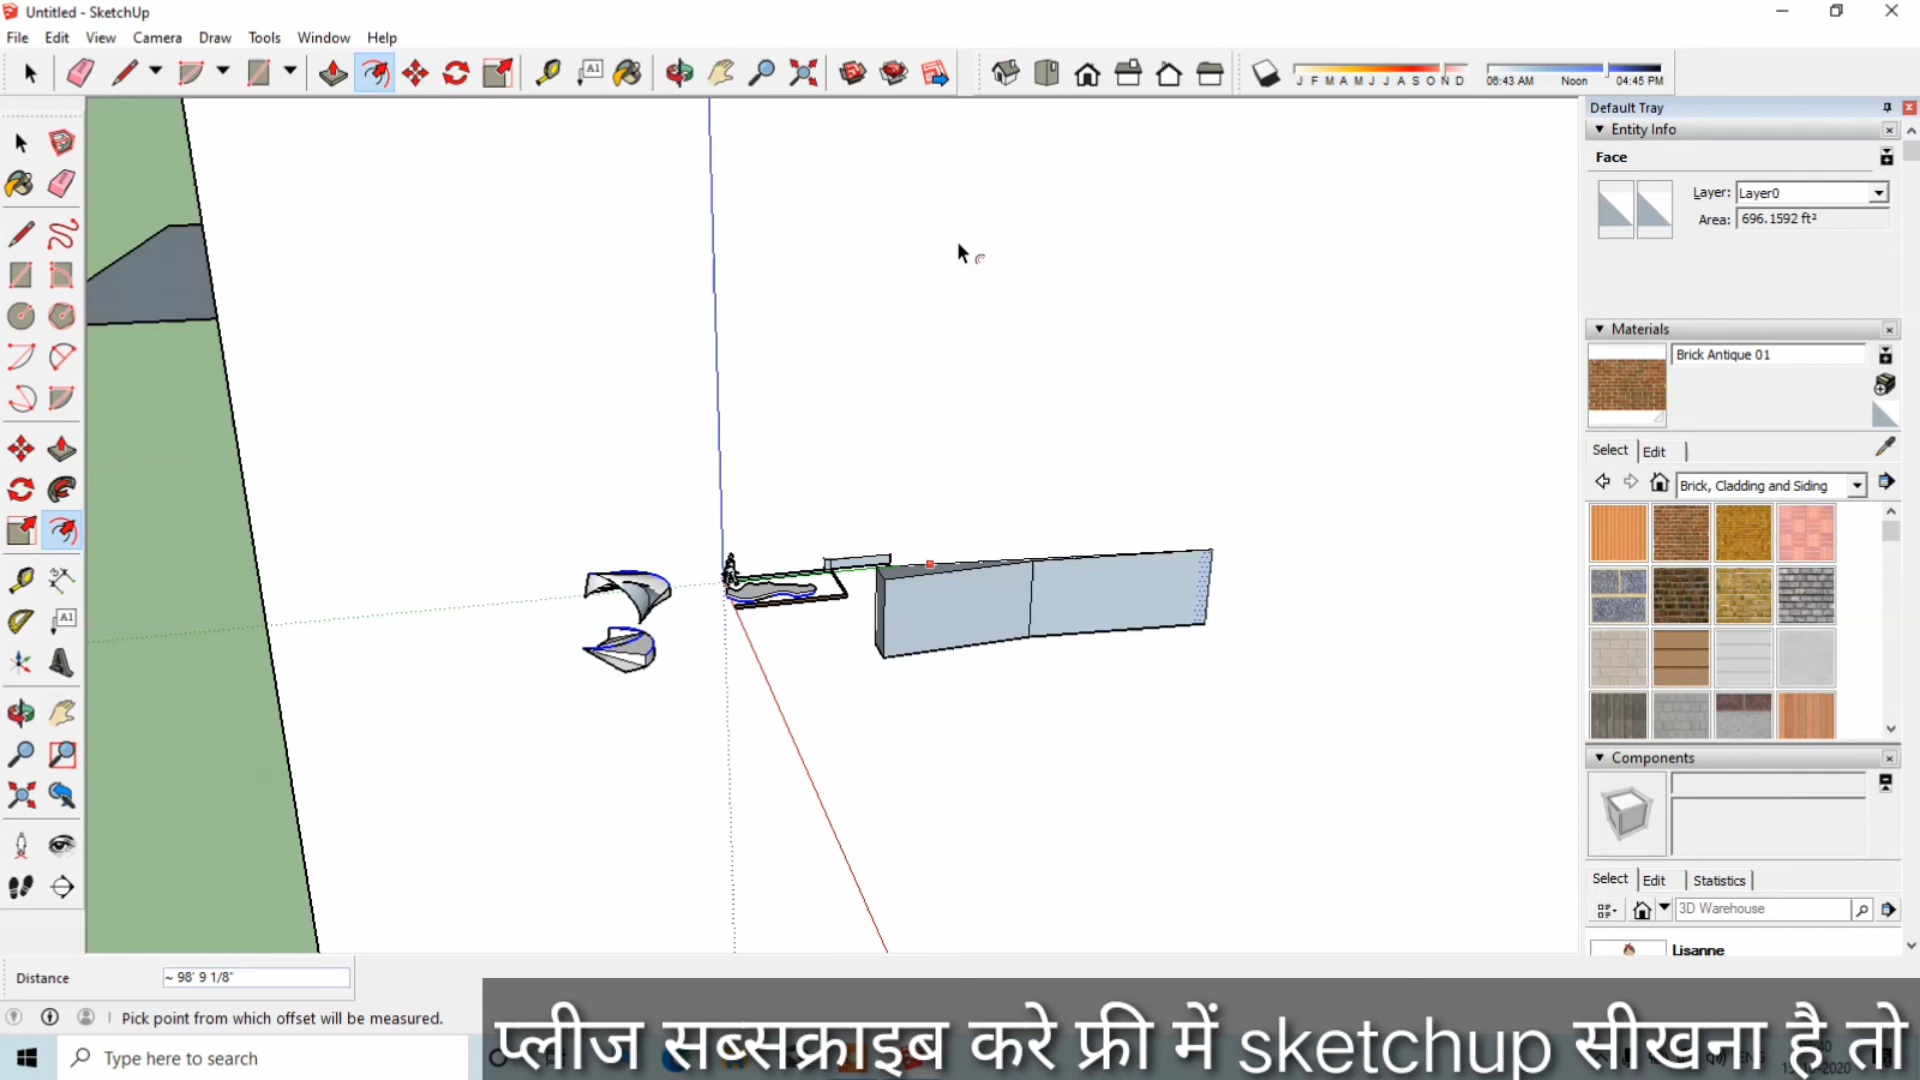 Untitled - SketchUp
File Edit View Camera Draw Tools Window Help
A1
J F M A M J J A S O N D
06:43 AM Noon 04:45 PM
Default Tray
Entity Info
Face
Layer: Layer0
Area: 696.1592 ft²
Materials
Brick Antique 01
Select Edit
Brick, Cladding and Siding
A1
Components
Select Edit Statistics
3D Warehouse
Lisanne
Distance ~ 98' 9 1/8"
Pick point from which offset will be measured.
Type here to search
प्लीज सब्सक्राइब करे फ्री में sketchup सीखना है तो